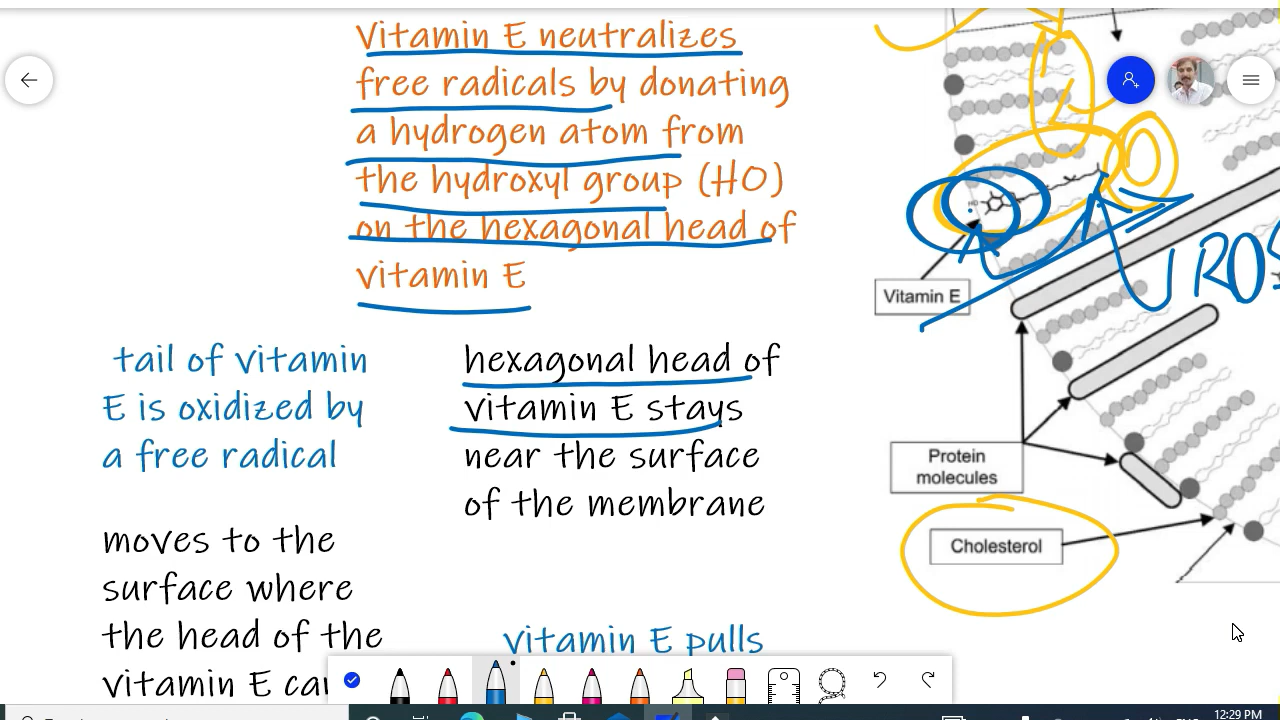 Vitamin E neutralizes
free radicals by donating
a hydrogen atom from
the hydroxyl group (HO)
on the hexagonal head of
vitamin E
tail of vitamin
E is oxidized by
a free radical
moves to the
surface where
the head of the
vitamin E can
hexagonal head of
vitamin E stays
near the surface
of the membrane
vitamin E pulls
HO
Vitamin E
ROS
Protein
molecules
Cholesterol
12:29 PM